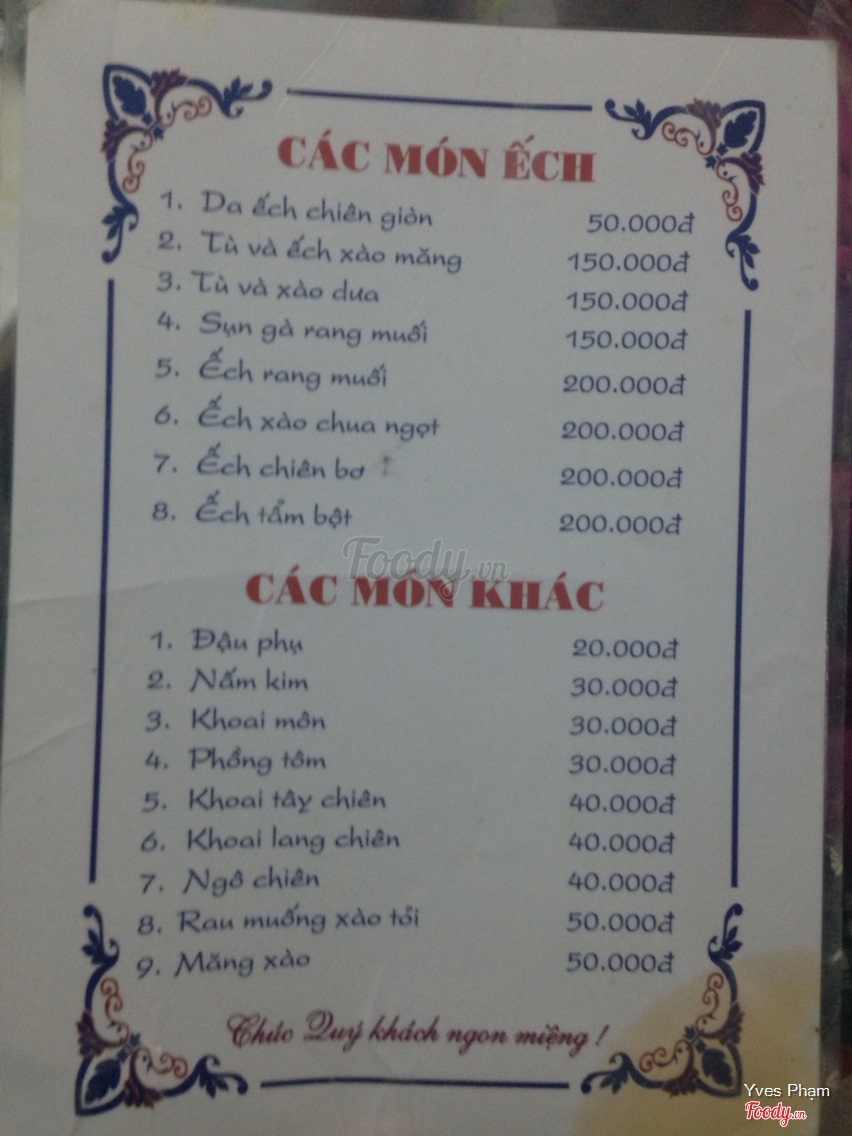 CÁC MÓN ẾCH
1. Da ếch chiên giòn 50.000đ
2. Tù và ếch xào măng 150.000đ
3. Tù và xào dưa 150.000đ
4. Sụn gà rang muối 150.000đ
5. Ếch rang muối 200.000đ
6. Ếch xào chua ngọt 200.000đ
7. Ếch chiên bơ 200.000đ
8. Ếch tẩm bột 200.000đ
Foody.vn
CÁC MÓN KHÁC
1. Đậu phụ 20.000đ
2. Nấm kim 30.000đ
3. Khoai môn 30.000đ
4. Phồng tôm 30.000đ
5. Khoai tây chiên 40.000đ
6. Khoai lang chiên 40.000đ
7. Ngô chiên 40.000đ
8. Rau muống xào tỏi 50.000đ
9. Măng xào 50.000đ
Chúc Quý khách ngon miệng !
Yves Phạm
Foody.vn